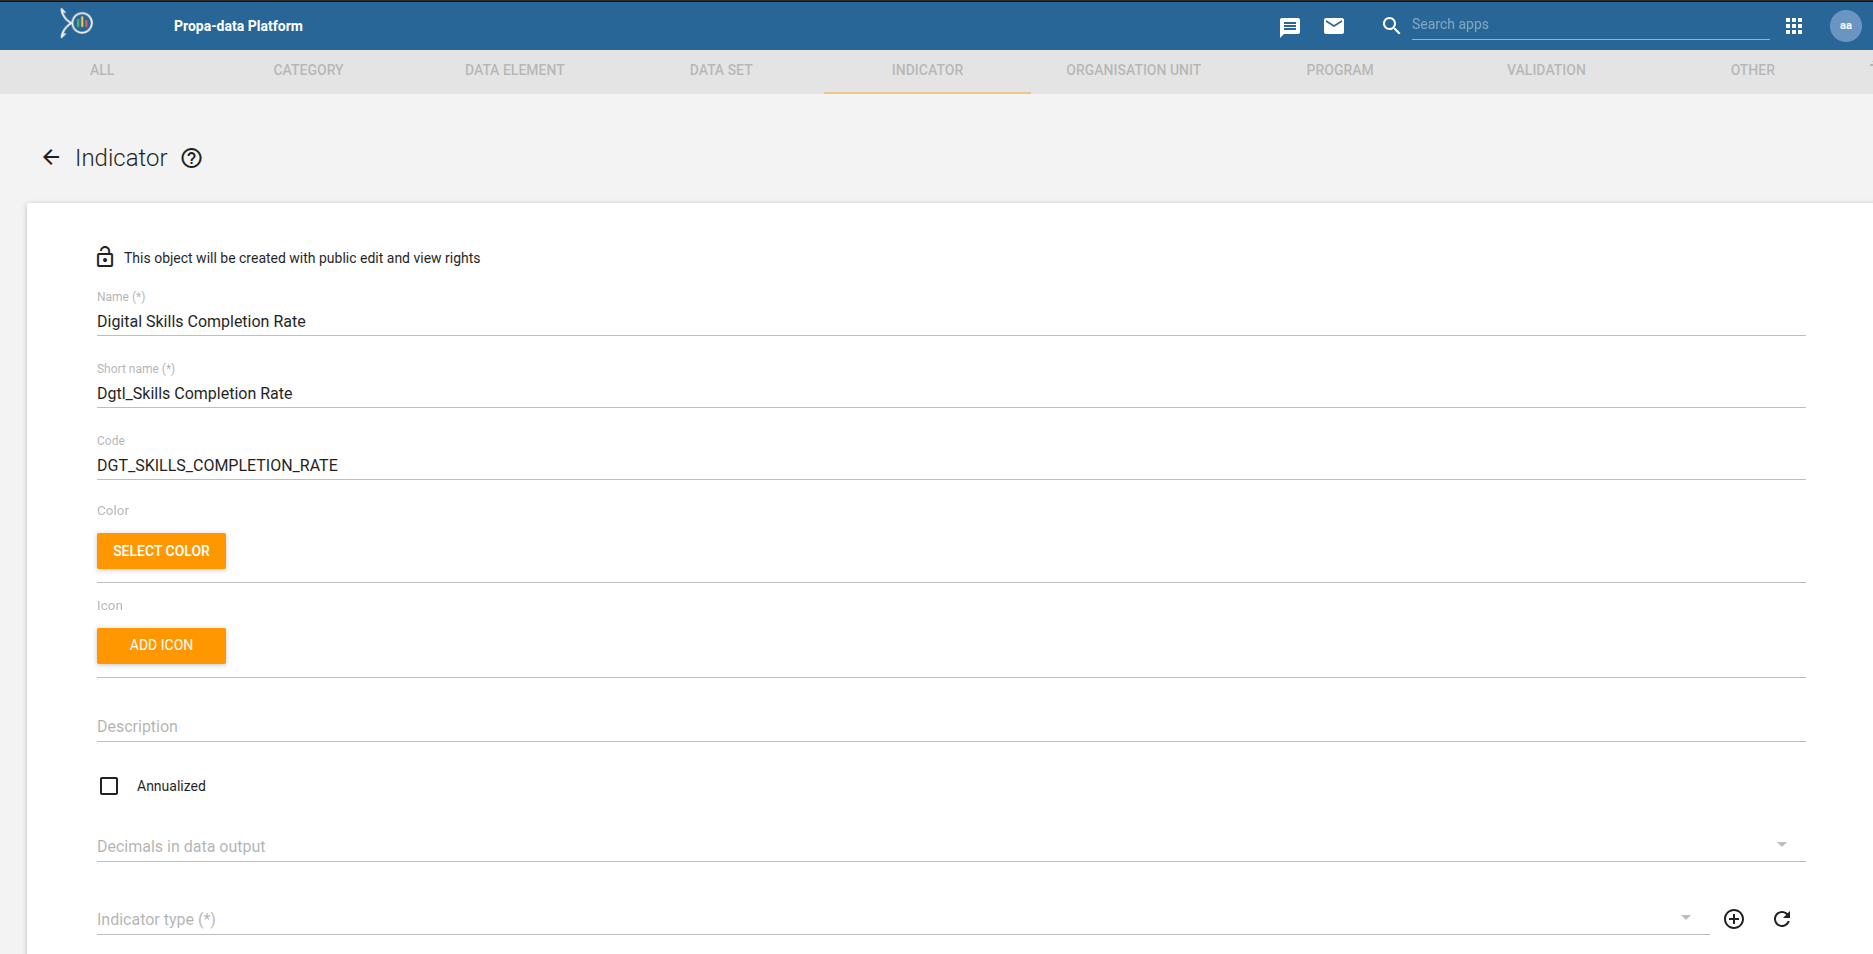 Propa-data Platform
Search apps
aa
ALL CATEGORY DATA ELEMENT DATA SET INDICATOR ORGANISATION UNIT PROGRAM VALIDATION OTHER
Indicator
This object will be created with public edit and view rights
Name (*)
Digital Skills Completion Rate
Short name (*)
Dgtl_Skills Completion Rate
Code
DGT_SKILLS_COMPLETION_RATE
Color
SELECT COLOR
Icon
ADD ICON
Description
Annualized
Decimals in data output
Indicator type (*)